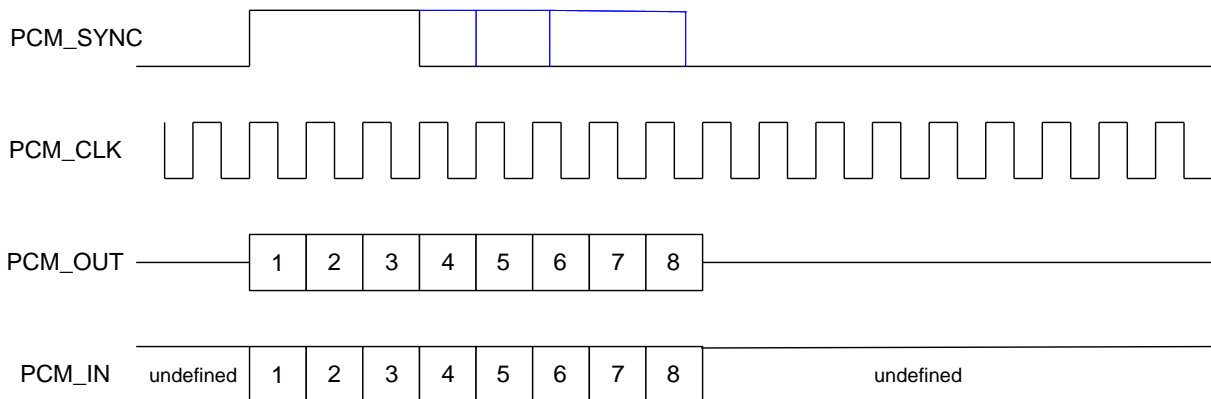 PCM_SYNC
PCM_CLK
PCM_OUT 1 2 3 4 5 6 7 8
PCM_IN undefined 1 2 3 4 5 6 7 8 undefined